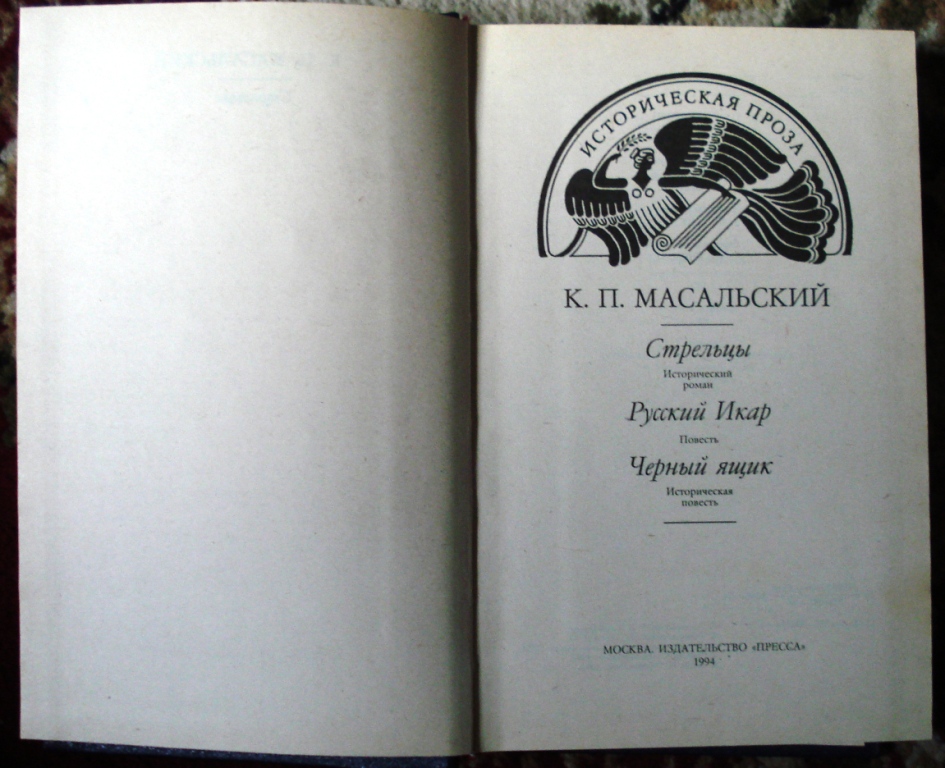 ИСТОРИЧЕСКАЯ ПРОЗА
К. П. МАСАЛЬСКИЙ
Стрельцы
Исторический
роман
Русский Икар
Повесть
Черный ящик
Историческая
повесть
МОСКВА. ИЗДАТЕЛЬСТВО «ПРЕССА»
1994